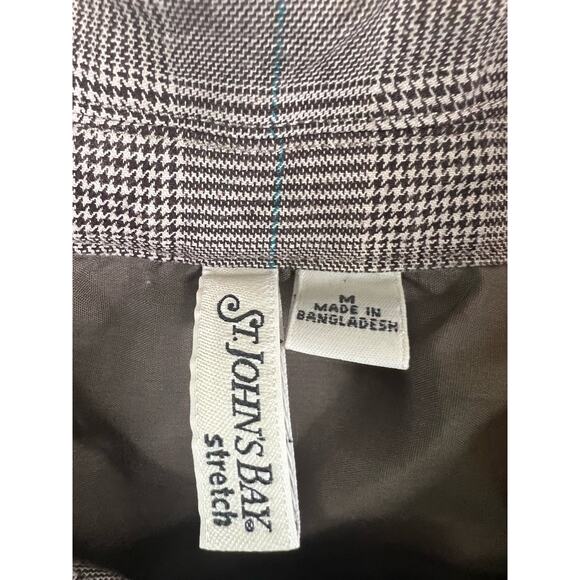 ST. JOHN'S BAY®
stretch
M
MADE IN
BANGLADESH